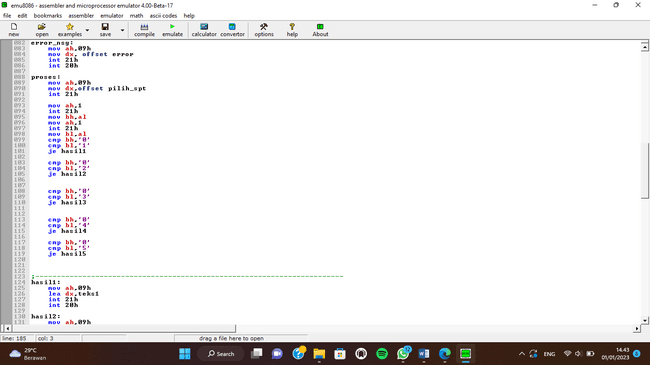 emu8086 - assembler and microprocessor emulator 4.00-Beta-17
file edit bookmarks assembler emulator math ascii codes help
new open examples save compile emulate calculator convertor options help About
082 error_msg:
083 mov ah,09h
084 mov dx, offset error
085 int 21h
086 int 20h
087
088 proses:
089 mov ah,09h
090 mov dx,offset pilih_spt
091 int 21h
092
093 mov ah,1
094 int 21h
095 mov bh,al
096 mov ah,1
097 int 21h
098 mov bl,al
099 cmp bh,'0'
100 cmp bl,'1'
101 je hasil1
102
103 cmp bh,'0'
104 cmp bl,'2'
105 je hasil2
106
107
108 cmp bh,'0'
109 cmp bl,'3'
110 je hasil3
111
112
113 cmp bh,'0'
114 cmp bl,'4'
115 je hasil4
116
117 cmp bh,'0'
118 cmp bl,'5'
119 je hasil5
120
121
122
123 ;------------------------------------------------------------------------
124 hasil1:
125 mov ah,09h
126 lea dx,teks1
127 int 21h
128 int 20h
129
130 hasil2:
131 mov ah,09h
line: 185 col: 3 drag a file here to open
29°C
Berawan
Search
ENG
14.43
01/01/2023